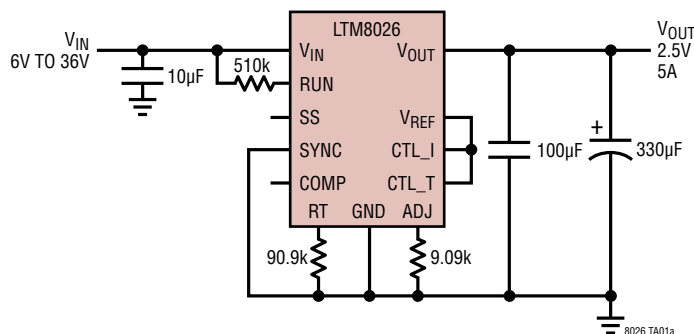 LTM8026
V_IN
6V TO 36V
10µF
510k
V_IN
RUN
SS
SYNC
COMP
RT
GND
ADJ
V_OUT
V_REF
CTL_I
CTL_T
90.9k
9.09k
100µF
+
330µF
V_OUT
2.5V
5A
8026 TA01a